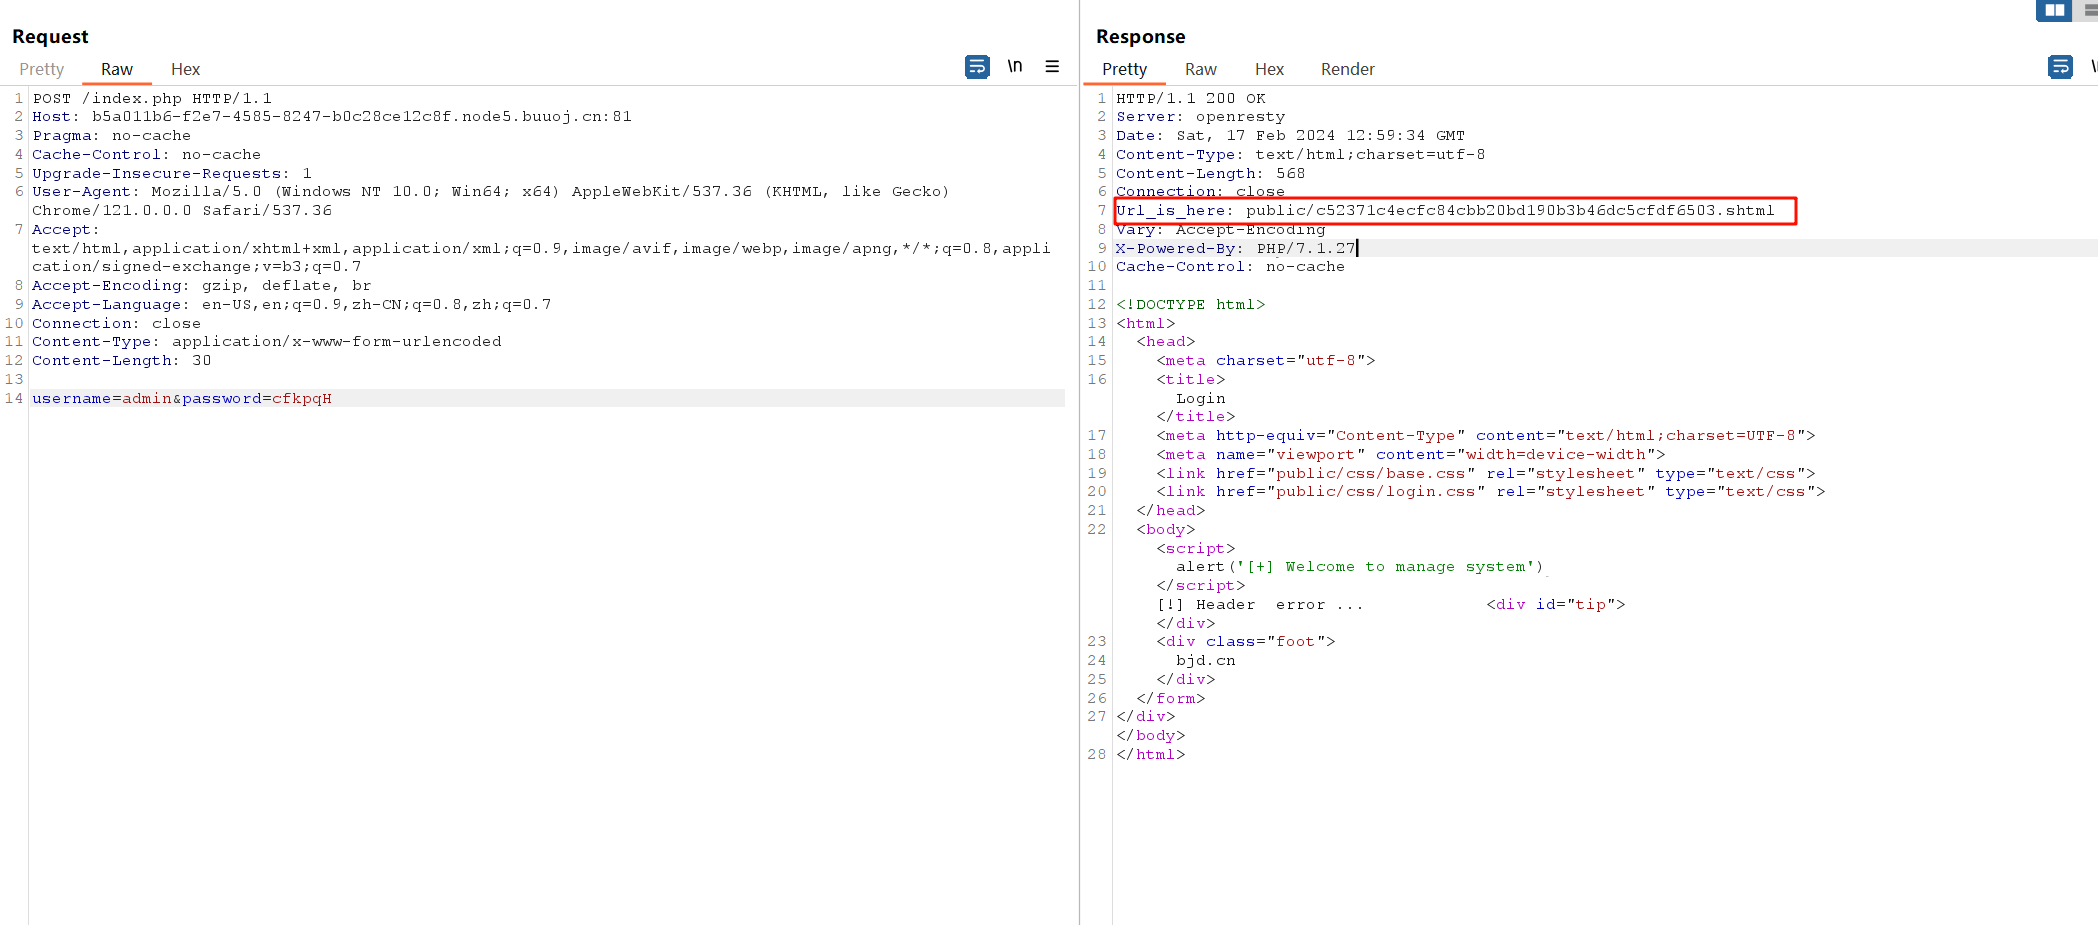 Request
Pretty Raw Hex
\n
1 POST /index.php HTTP/1.1
2 Host: b5a011b6-f2e7-4585-8247-b0c28ce12c8f.node5.buuoj.cn:81
3 Pragma: no-cache
4 Cache-Control: no-cache
5 Upgrade-Insecure-Requests: 1
6 User-Agent: Mozilla/5.0 (Windows NT 10.0; Win64; x64) AppleWebKit/537.36 (KHTML, like Gecko)
Chrome/121.0.0.0 Safari/537.36
7 Accept:
text/html,application/xhtml+xml,application/xml;q=0.9,image/avif,image/webp,image/apng,*/*;q=0.8,appli
cation/signed-exchange;v=b3;q=0.7
8 Accept-Encoding: gzip, deflate, br
9 Accept-Language: en-US,en;q=0.9,zh-CN;q=0.8,zh;q=0.7
10 Connection: close
11 Content-Type: application/x-www-form-urlencoded
12 Content-Length: 30
13
14 username=admin&password=cfkpqH
Response
Pretty Raw Hex Render
1 HTTP/1.1 200 OK
2 Server: openresty
3 Date: Sat, 17 Feb 2024 12:59:34 GMT
4 Content-Type: text/html;charset=utf-8
5 Content-Length: 568
6 Connection: close
7 Url_is_here: public/c52371c4ecfc84cbb20bd190b3b46dc5cfdf6503.shtml
8 Vary: Accept-Encoding
9 X-Powered-By: PHP/7.1.27
10 Cache-Control: no-cache
11
12 <!DOCTYPE html>
13 <html>
14 <head>
15 <meta charset="utf-8">
16 <title>
Login
</title>
17 <meta http-equiv="Content-Type" content="text/html;charset=UTF-8">
18 <meta name="viewport" content="width=device-width">
19 <link href="public/css/base.css" rel="stylesheet" type="text/css">
20 <link href="public/css/login.css" rel="stylesheet" type="text/css">
21 </head>
22 <body>
<script>
alert('[+] Welcome to manage system')
</script>
[!] Header  error ... <div id="tip">
</div>
23 <div class="foot">
24 bjd.cn
25 </div>
26 </form>
27 </div>
</body>
28 </html>